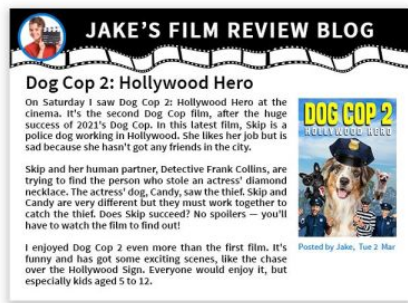 JAKE'S FILM REVIEW BLOG
Dog Cop 2: Hollywood Hero
On Saturday I saw Dog Cop 2: Hollywood Hero at the
cinema. It's the second Dog Cop film, after the huge
success of 2021's Dog Cop. In this latest film, Skip is a
police dog working in Hollywood. She likes her job but is
sad because she hasn't got any friends in the city.
Skip and her human partner, Detective Frank Collins, are
trying to find the person who stole an actress' diamond
necklace. The actress' dog, Candy, saw the thief. Skip and
Candy are very different but they must work together to
catch the thief. Does Skip succeed? No spoilers — you'll
have to watch the film to find out!
I enjoyed Dog Cop 2 even more than the first film. It's
funny and has got some exciting scenes, like the chase
over the Hollywood Sign. Everyone would enjoy it, but
especially kids aged 5 to 12.
DOG COP 2
HOLLYWOOD HERO
Posted by Jake, Tue 2 Mar